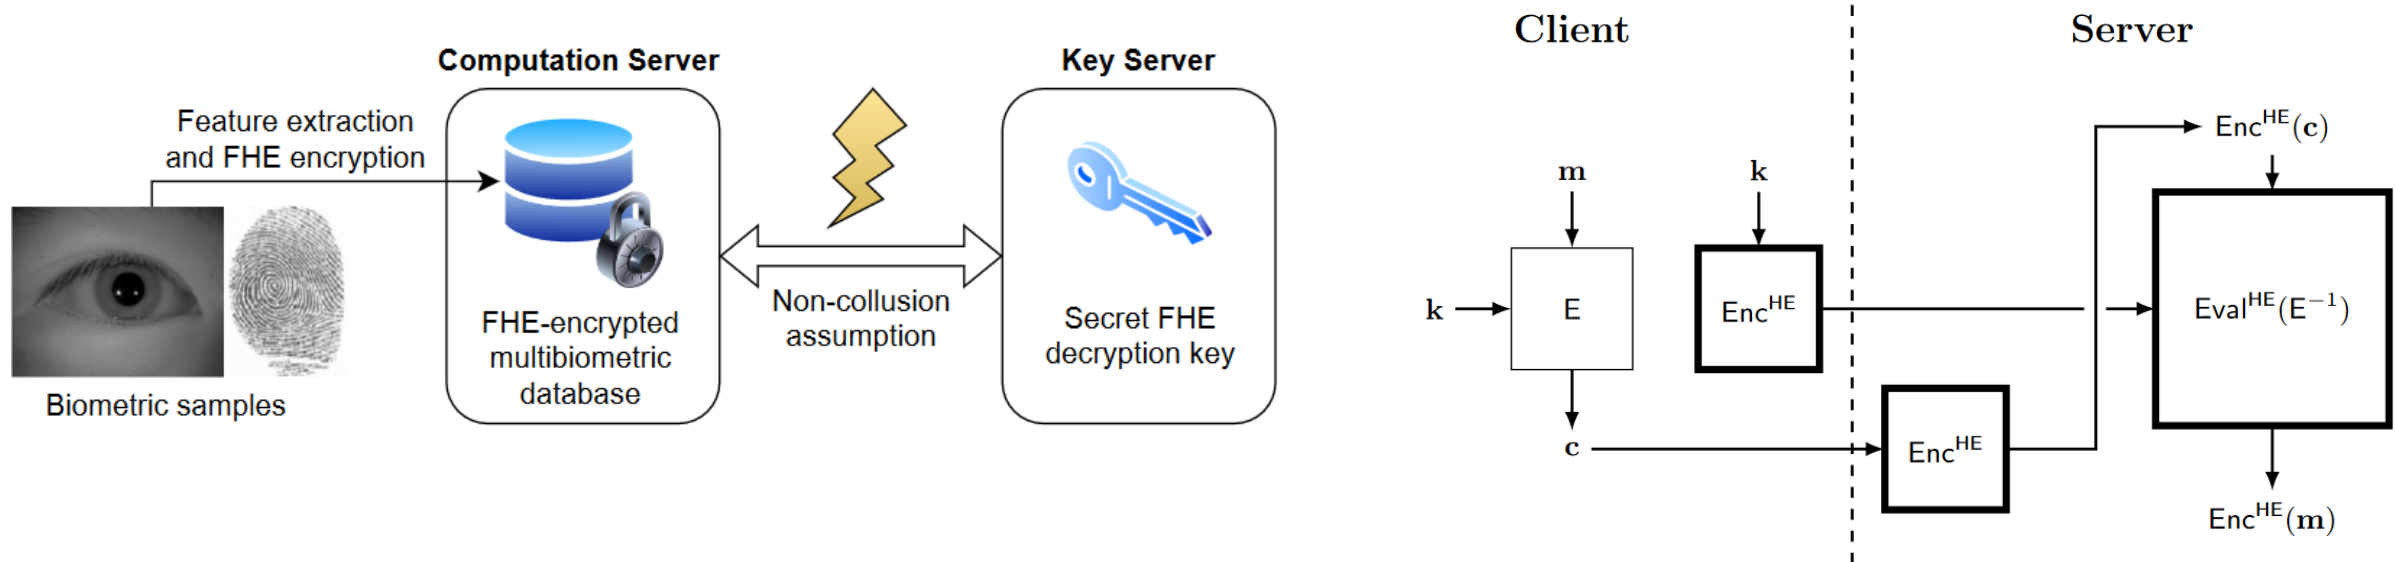 Computation Server
Key Server
Feature extraction
and FHE encryption
Biometric samples
FHE-encrypted
multibiometric
database
Non-collusion
assumption
Secret FHE
decryption key
Client
Server
m
k
k
E
Enc^HE
c
Enc^HE
Enc^HE(c)
Eval^HE(E^−1)
Enc^HE(m)